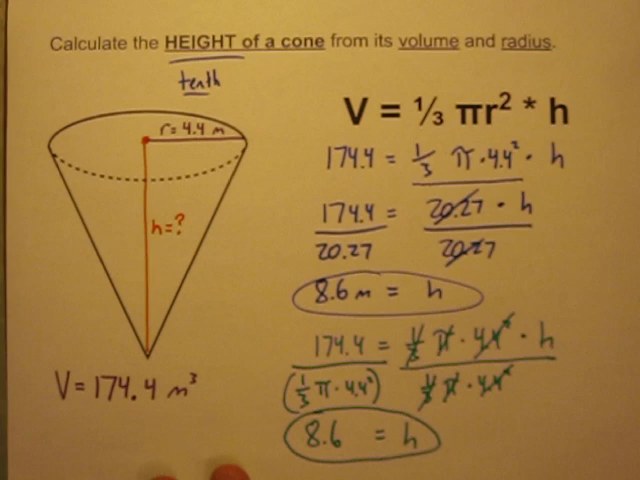 Calculate the HEIGHT of a cone from its volume and radius.
tenth
r = 4.4 m
h = ?
V = 174.4 m³
V = ⅓ πr² * h
174.4 = 1/3 π · 4.4² · h
174.4 = 20.27 · h
20.27 20.27
8.6 m = h
174.4 = 1/3 π · 4.4² · h
(1/3 π · 4.4²) 1/3 π · 4.4²
8.6 = h